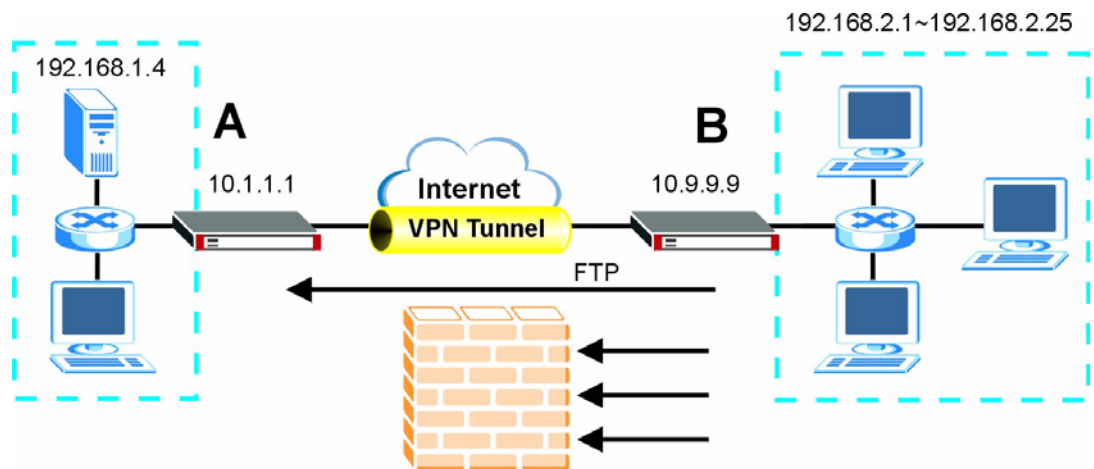 192.168.2.1~192.168.2.25
192.168.1.4
A
B
10.1.1.1
10.9.9.9
Internet
VPN Tunnel
FTP